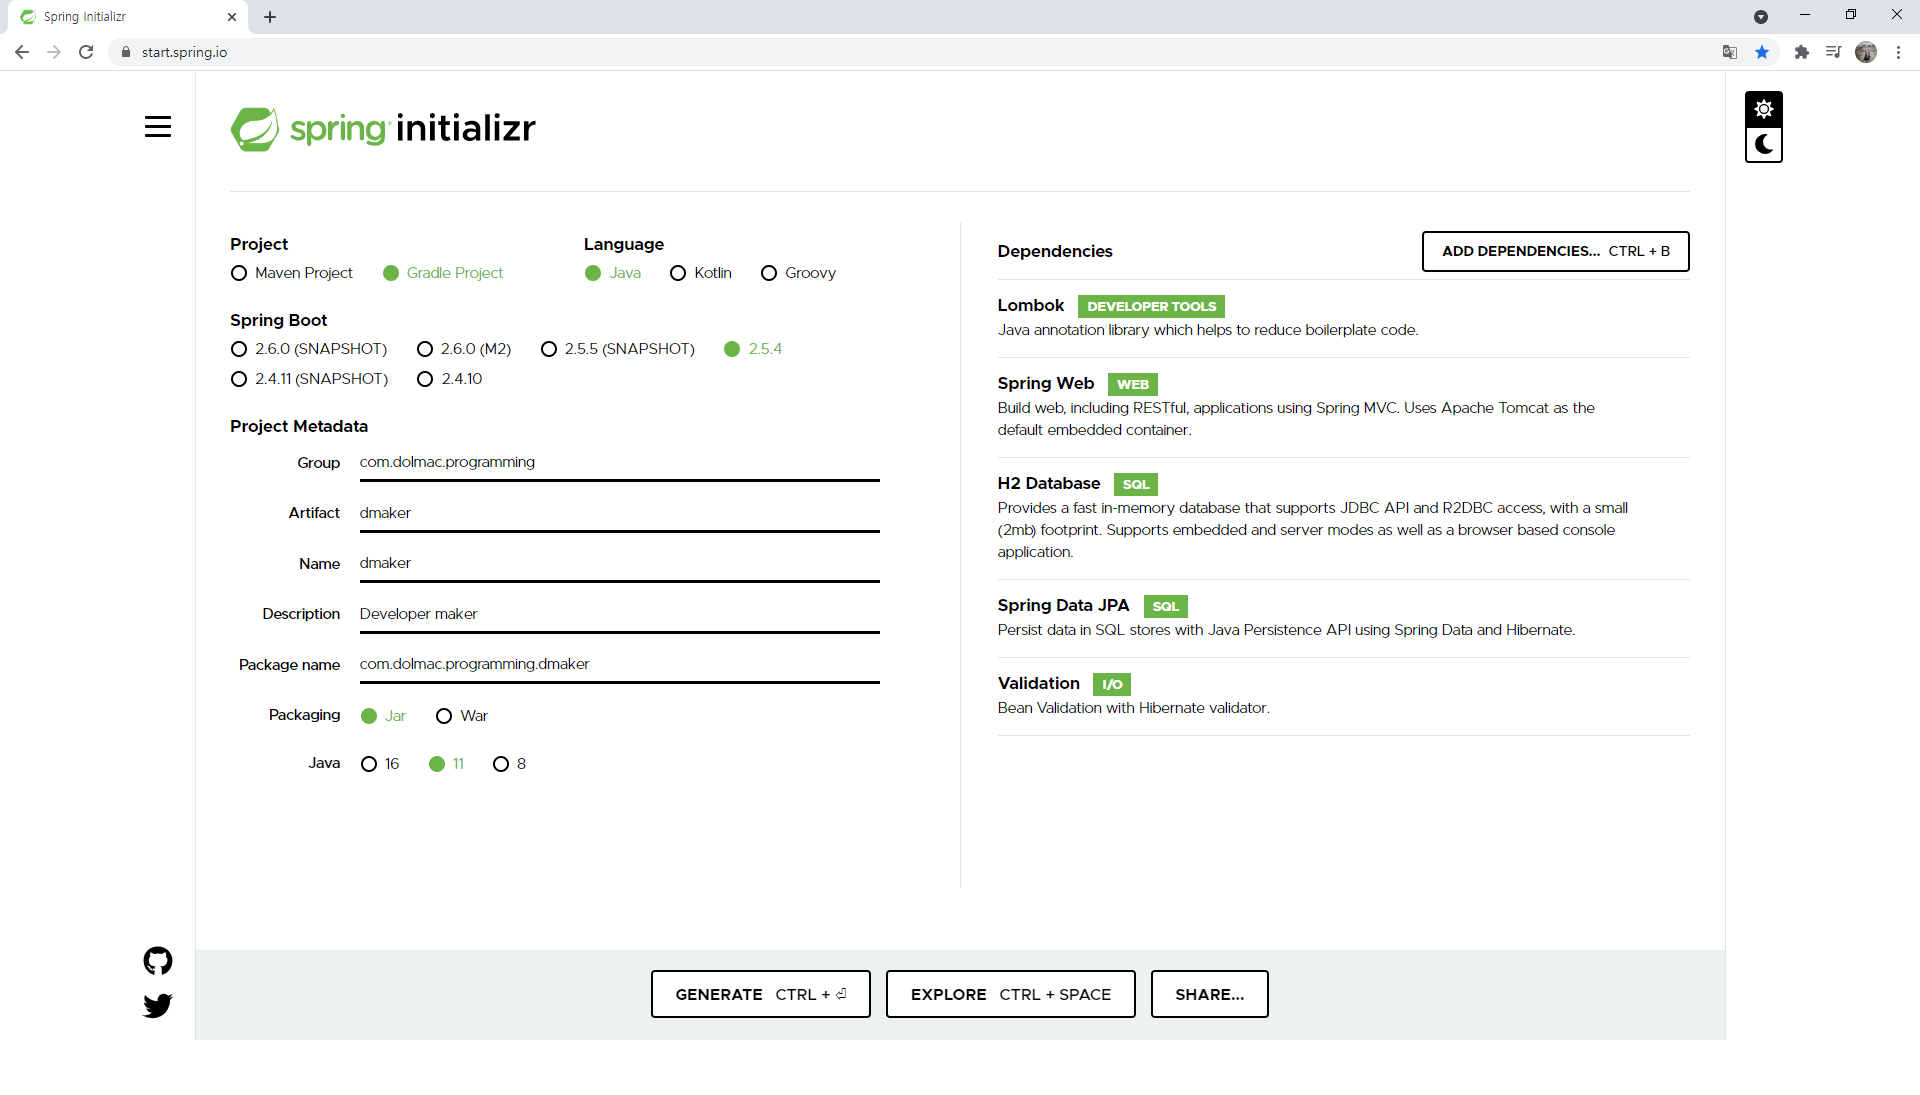 Spring Initializr
start.spring.io
spring initializr
Project
Maven Project Gradle Project
Language
Java Kotlin Groovy
Spring Boot
2.6.0 (SNAPSHOT) 2.6.0 (M2) 2.5.5 (SNAPSHOT) 2.5.4
2.4.11 (SNAPSHOT) 2.4.10
Project Metadata
Group com.dolmac.programming
Artifact dmaker
Name dmaker
Description Developer maker
Package name com.dolmac.programming.dmaker
Packaging Jar War
Java 16 11 8
Dependencies
ADD DEPENDENCIES... CTRL + B
Lombok DEVELOPER TOOLS
Java annotation library which helps to reduce boilerplate code.
Spring Web WEB
Build web, including RESTful, applications using Spring MVC. Uses Apache Tomcat as the
default embedded container.
H2 Database SQL
Provides a fast in-memory database that supports JDBC API and R2DBC access, with a small
(2mb) footprint. Supports embedded and server modes as well as a browser based console
application.
Spring Data JPA SQL
Persist data in SQL stores with Java Persistence API using Spring Data and Hibernate.
Validation I/O
Bean Validation with Hibernate validator.
GENERATE CTRL + ⏎
EXPLORE CTRL + SPACE
SHARE...